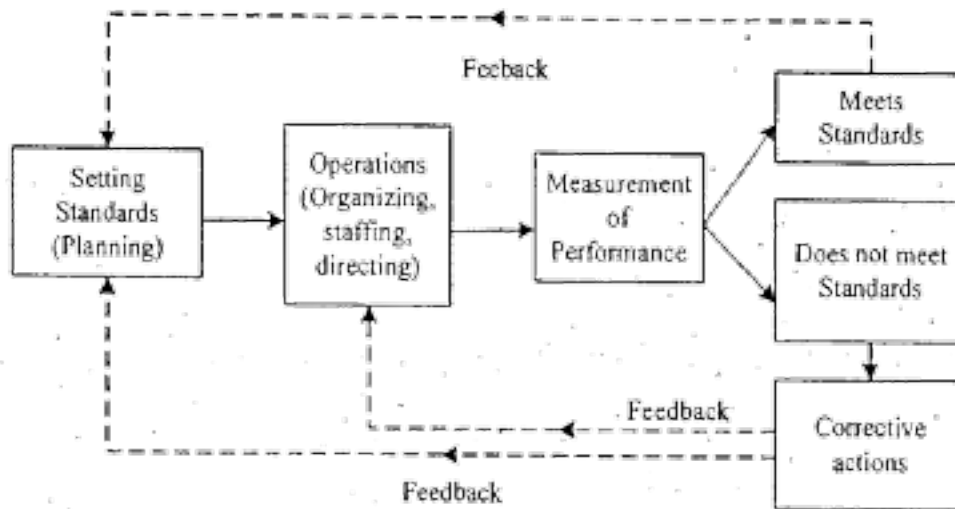 Feeback
Meets
Standards
Setting
Standards
(Planning)
Operations
(Organizing,
staffing,
directing)
Measurement
of
Performance
Does not meet
Standards
Feedback
Corrective
actions
Feedback